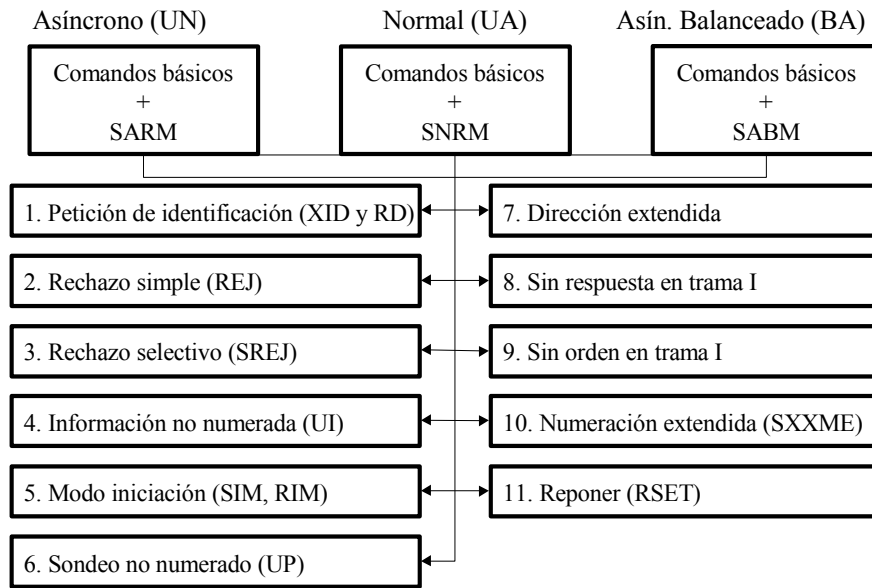 Asíncrono (UN)
Normal (UA)
Asín. Balanceado (BA)
Comandos básicos
+
SARM
Comandos básicos
+
SNRM
Comandos básicos
+
SABM
1. Petición de identificación (XID y RD)
7. Dirección extendida
2. Rechazo simple (REJ)
8. Sin respuesta en trama I
3. Rechazo selectivo (SREJ)
9. Sin orden en trama I
4. Información no numerada (UI)
10. Numeración extendida (SXXME)
5. Modo iniciación (SIM, RIM)
11. Reponer (RSET)
6. Sondeo no numerado (UP)